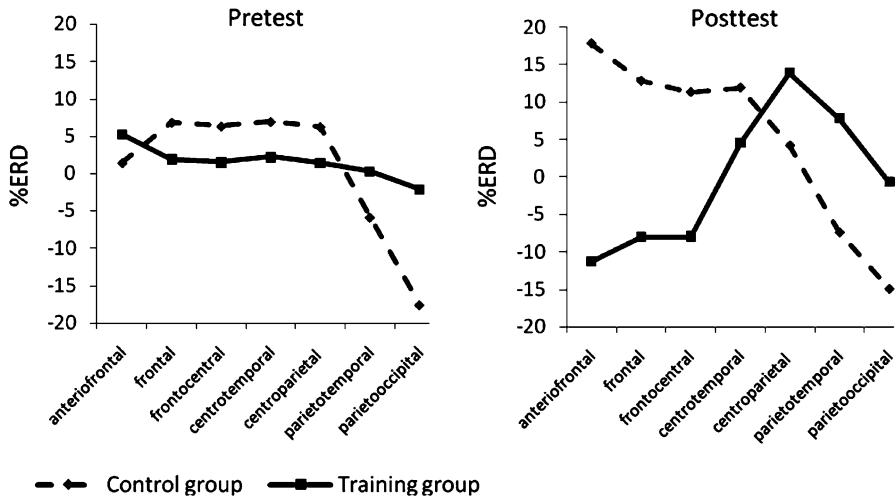 Pretest
%ERD
20
15
10
5
0
-5
-10
-15
-20
anteriofrontal
frontal
frontocentral
centrotemporal
centroparietal
parietotemporal
parietooccipital
Posttest
%ERD
20
15
10
5
0
-5
-10
-15
-20
anteriofrontal
frontal
frontocentral
centrotemporal
centroparietal
parietotemporal
parietooccipital
Control group Training group